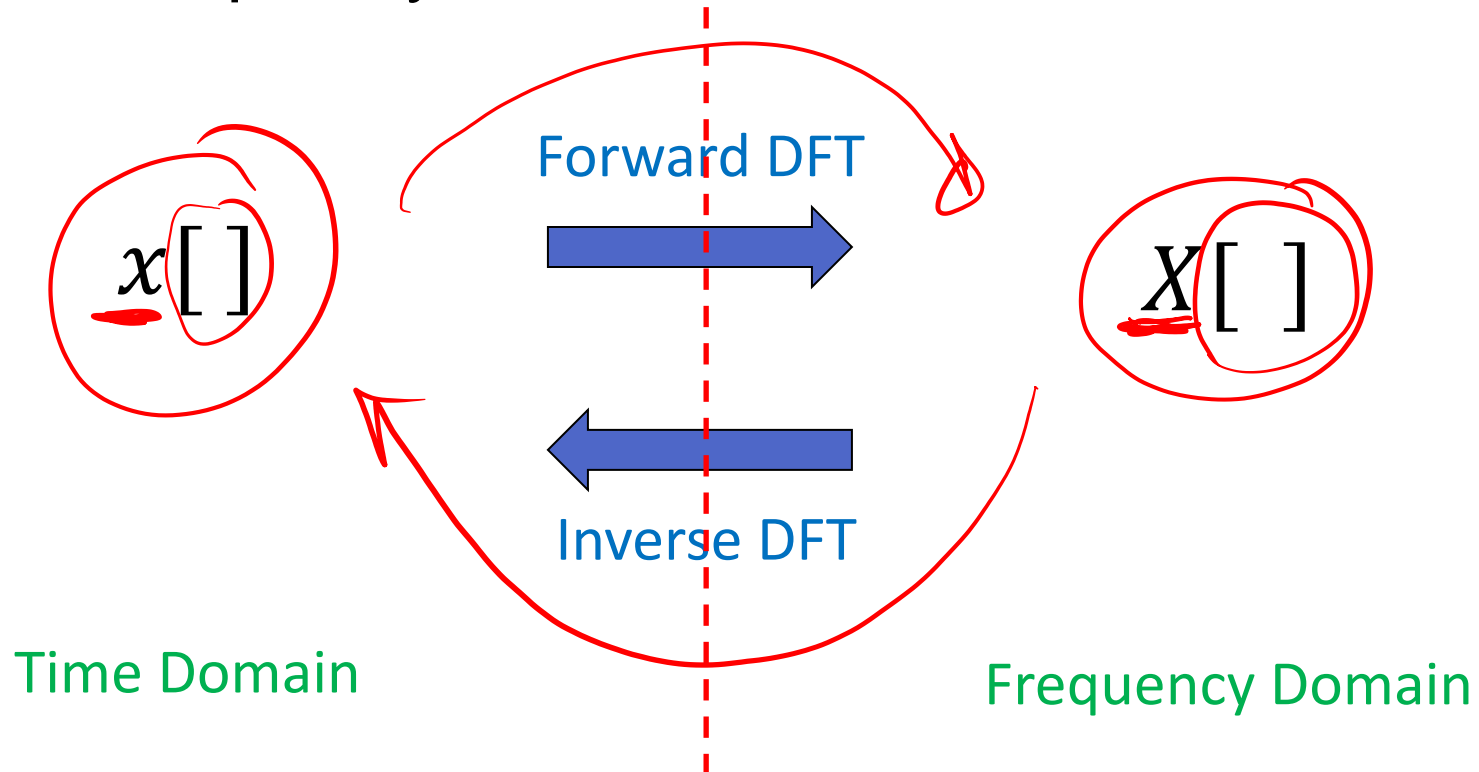 Forward DFT
x[ ]
X[ ]
Inverse DFT
Time Domain
Frequency Domain